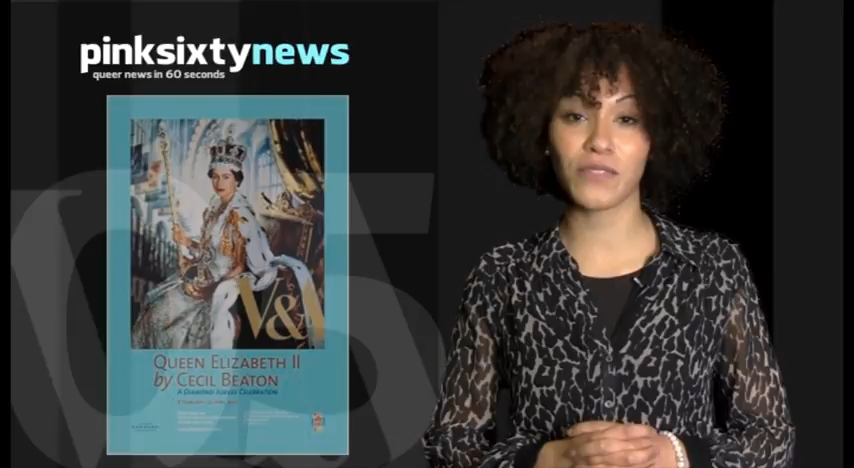 pinksixtynews
queer news in 60 seconds
V&A
QUEEN ELIZABETH II
by CECIL BEATON
A DIAMOND JUBILEE CELEBRATION